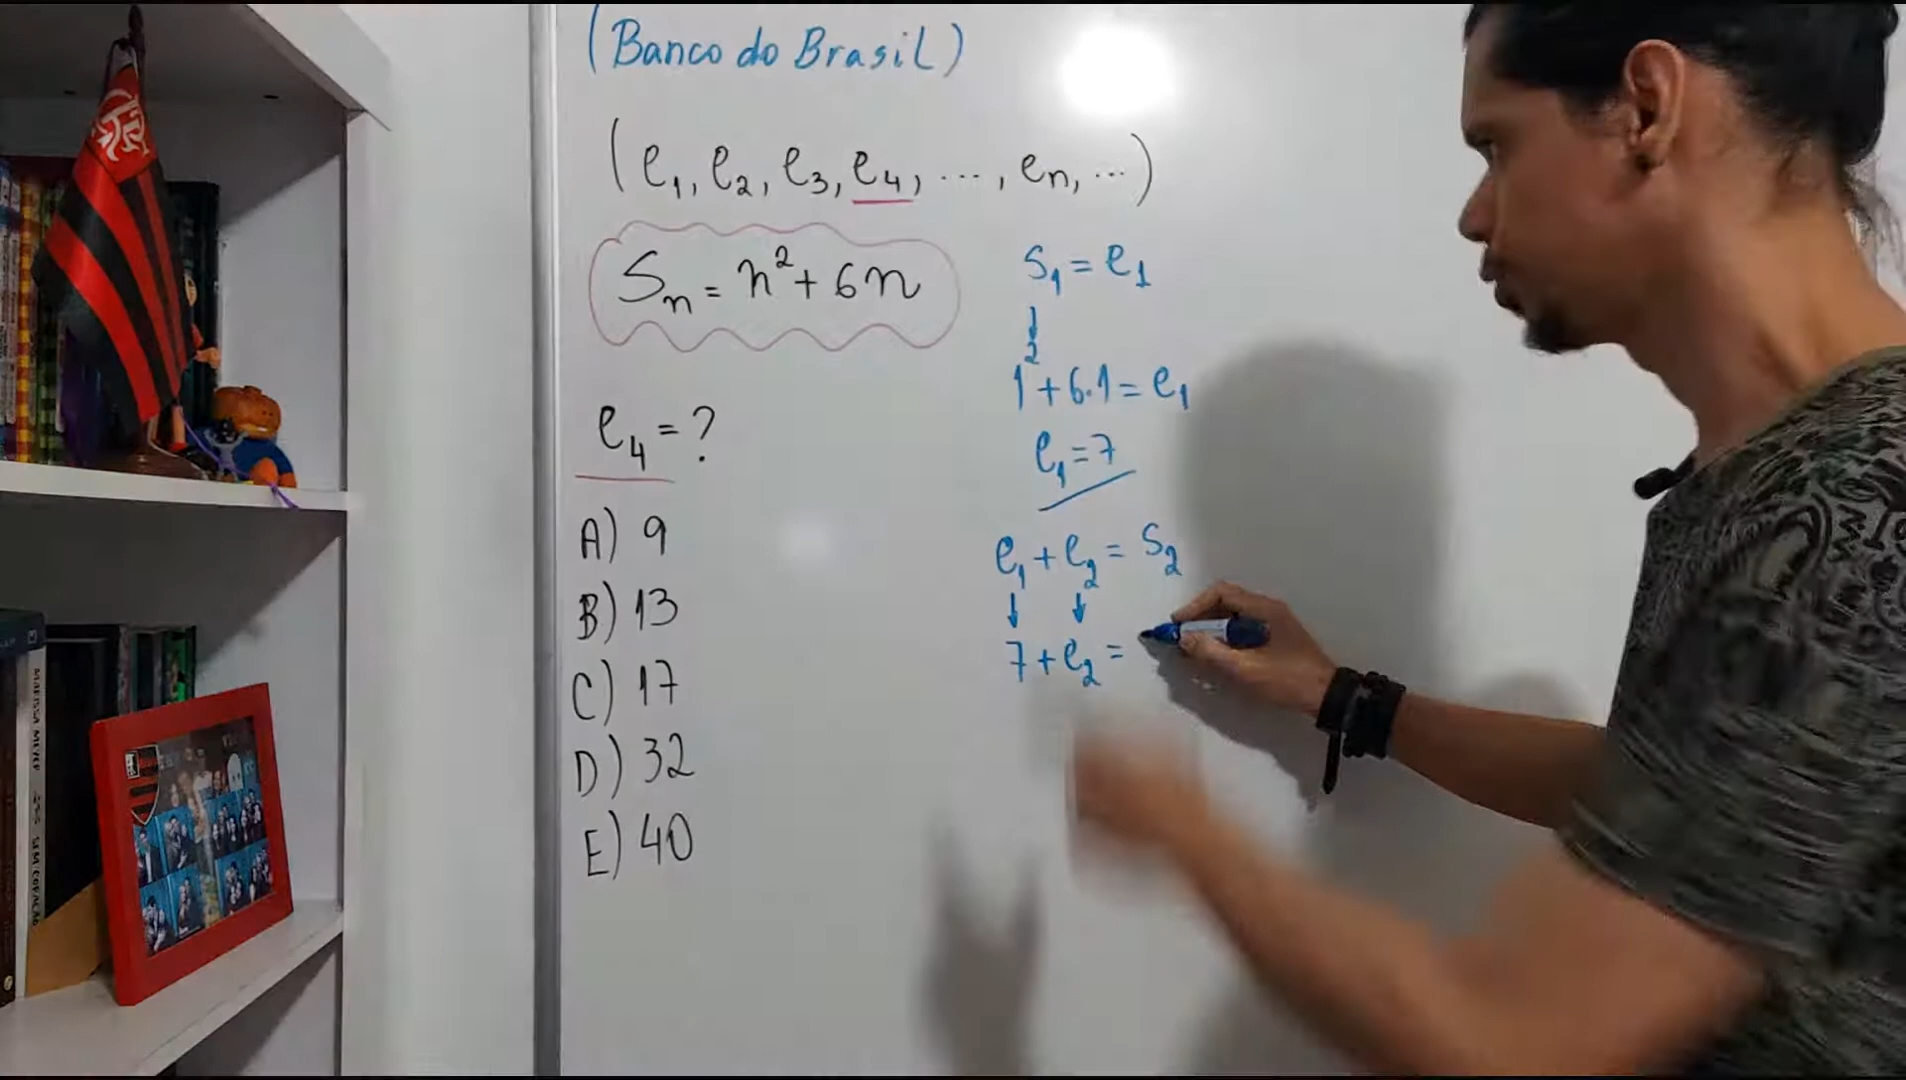 (Banco do Brasil)
(e₁, e₂, e₃, e₄, ..., en, ...)
Sn = n² + 6n
e₄ = ?
A) 9
B) 13
C) 17
D) 32
E) 40
S₁ = e₁
1² + 6.1 = e₁
e₁ = 7
e₁ + e₂ = S₂
7 + e₂ =